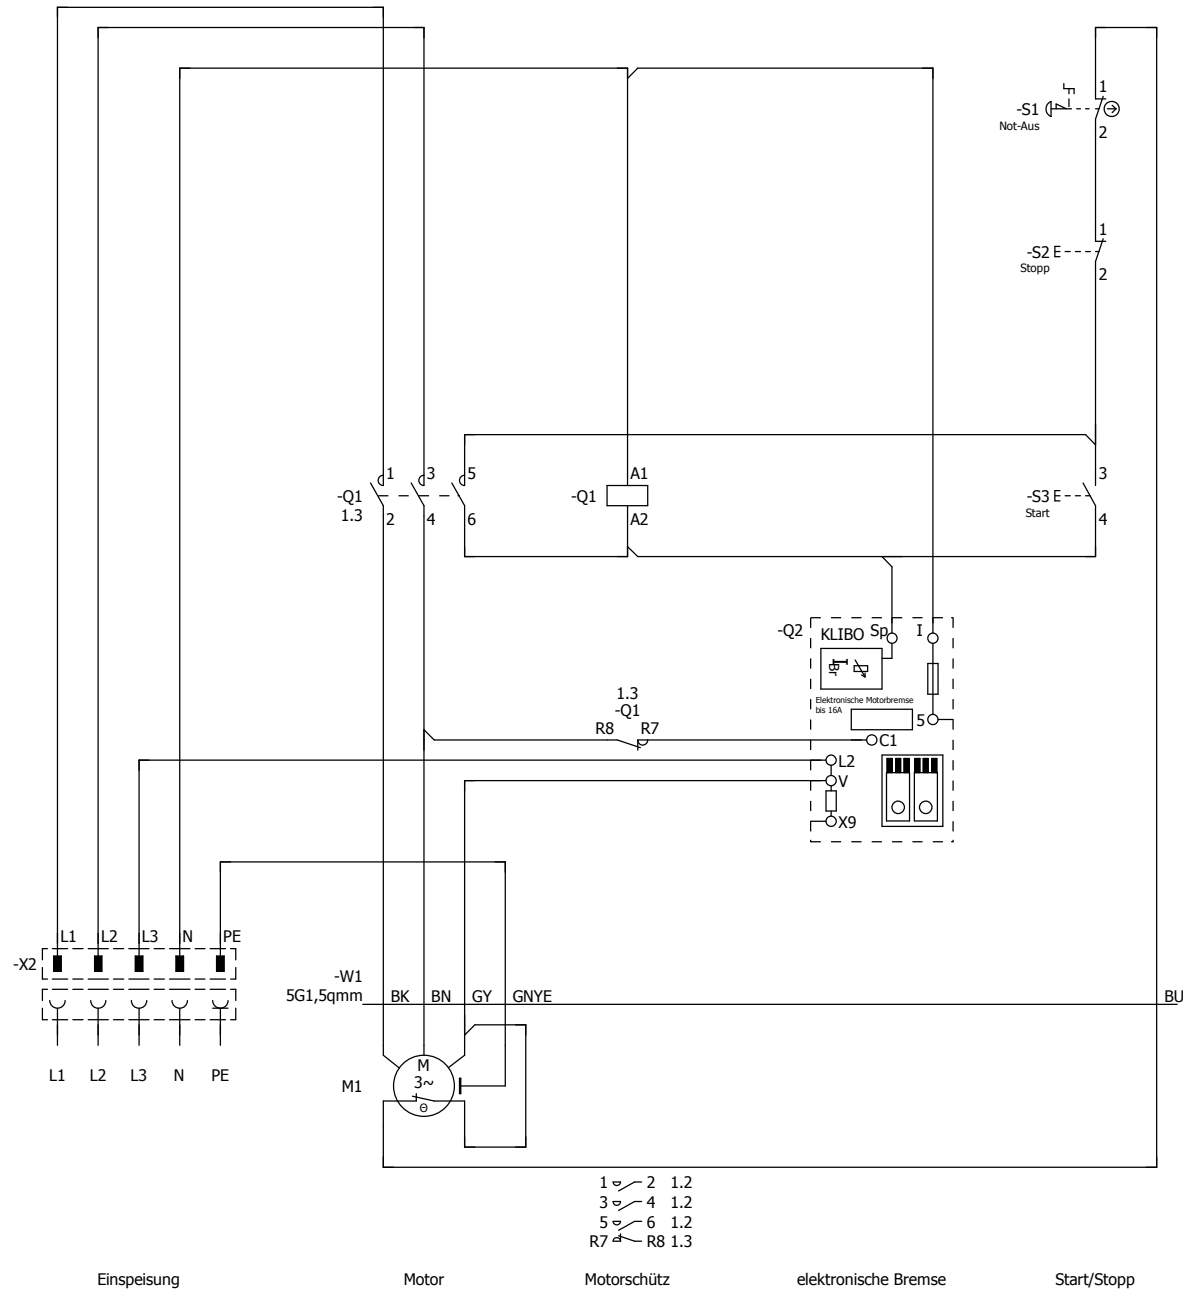 1
-S1
Not-Aus
2
1
-S2
Stopp
2
1
3
5
-Q1
1.3
2
4
6
A1
-Q1
A2
3
-S3
Start
4
-Q2
KLIBO
Sp
I
IBr
Elektronische Motorbremse
bis 16A
5
1.3
-Q1
R8
R7
C1
L2
V
X9
L1
L2
L3
N
PE
-X2
-W1
5G1,5qmm
BK
BN
GY
GNYE
BU
L1
L2
L3
N
PE
M1
M
3~
Θ
1 2 1.2
3 4 1.2
5 6 1.2
R7 R8 1.3
Einspeisung
Motor
Motorschütz
elektronische Bremse
Start/Stopp